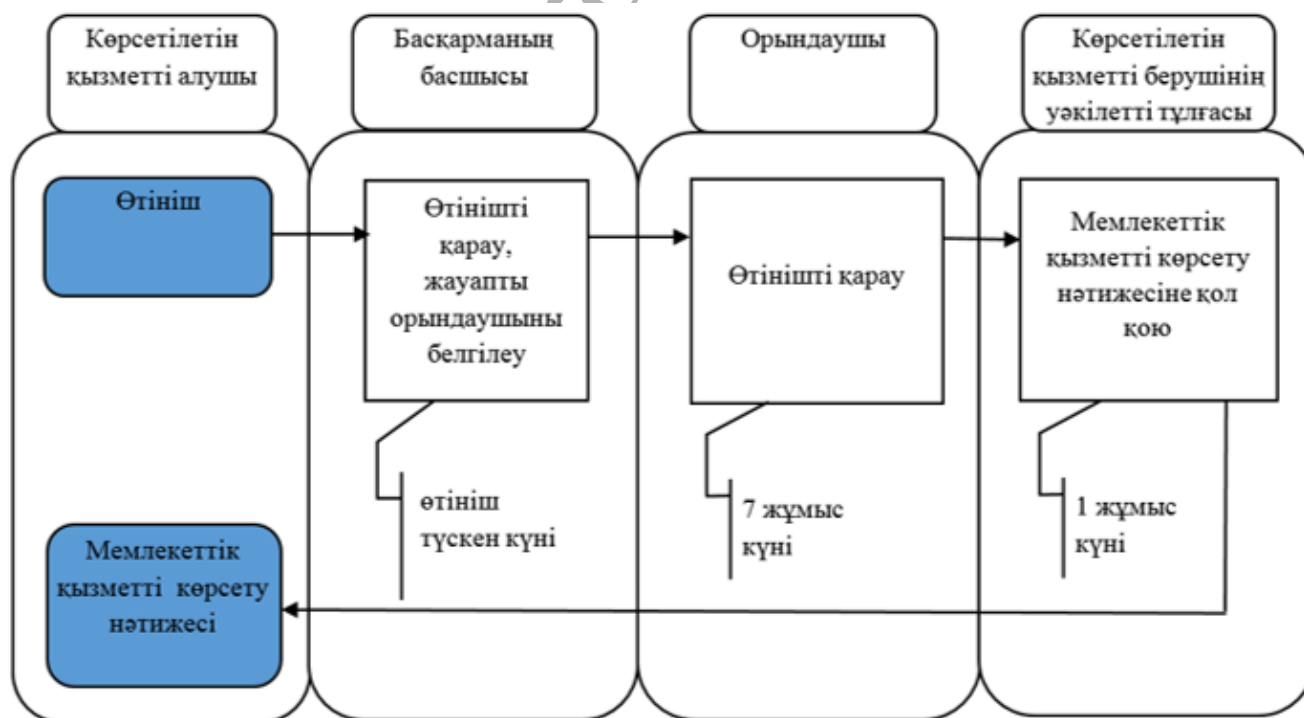 Көрсетілетін
қызметті алушы
Басқарманың
басшысы
Орындаушы
Көрсетілетін
қызметті берушінің
уәкілетті тұлғасы
Өтініш
Өтінішті
қарау,
жауапты
орындаушыны
белгілеу
Өтінішті қарау
Мемлекеттік
қызметті көрсету
нәтижесіне қол
қою
өтініш
түскен күні
7 жұмыс
күні
1 жұмыс
күні
Мемлекеттік
қызметті көрсету
нәтижесі